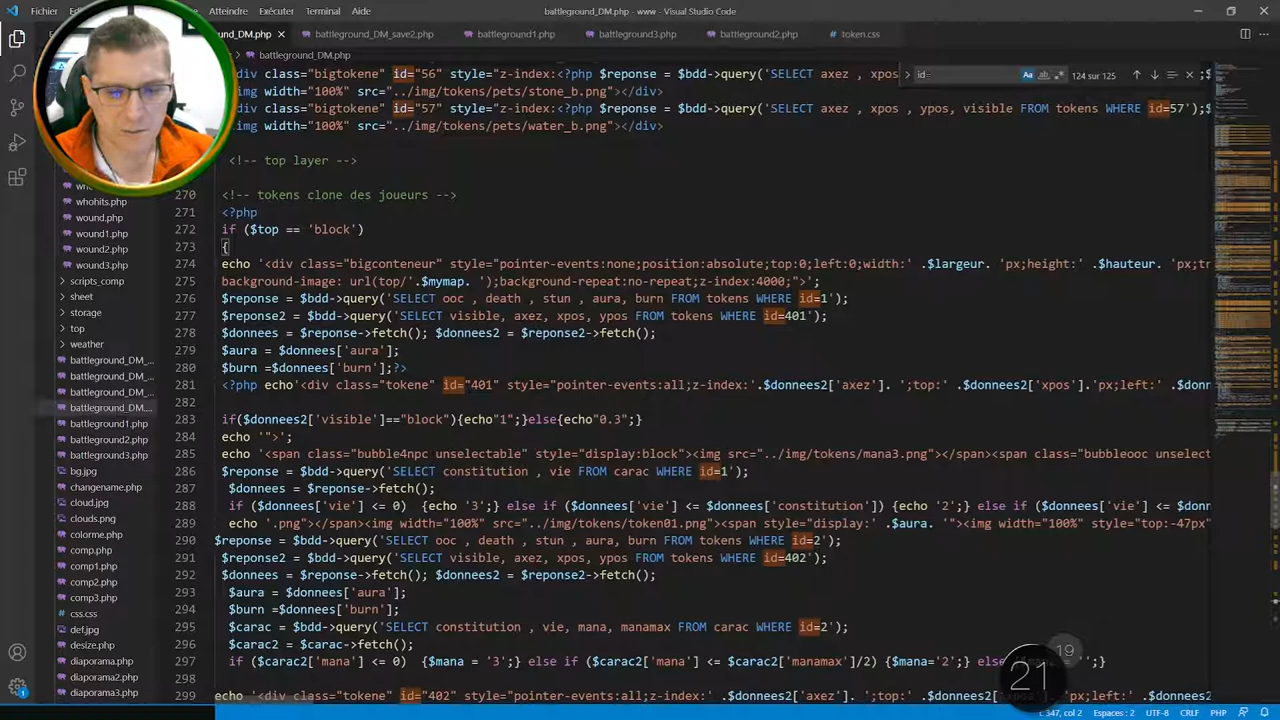 Atteindre Exécuter Terminal Aide
battleground_DM.php - www - Visual Studio Code
_DM.php battleground_DM_save2.php battleground1.php battleground3.php battleground2.php token.css
battleground_DM.php
id= Aa ab 124 sur 125
div class="bigtokene" id="56" style="z-index:<?php $reponse = $bdd->query('SELECT axez , xpos
img width="100%" src="../img/tokens/pets/stone_b.png"></div>
div class="bigtokene" id="57" style="z-index:<?php $reponse = $bdd->query('SELECT axez , xpos , ypos,visible FROM tokens WHERE id=57');$
img width="100%" src="../img/tokens/pets/water_b.png"></div>
<!-- top layer -->
270 <!-- tokens clone des joueurs -->
271 <?php
272 if ($top == 'block')
273 {
274 echo '<div class="bigconteneur" style="pointer-events:none;position:absolute;top:0;left:0;width:' .$largeur. 'px;height:' .$hauteur. 'px;
275 background-image: url(top/'.$mymap. ');background-repeat:no-repeat;z-index:4000;">';
276 $reponse = $bdd->query('SELECT ooc , death , stun , aura, burn FROM tokens WHERE id=1');
277 $reponse2 = $bdd->query('SELECT visible, axez, xpos, ypos FROM tokens WHERE id=401');
278 $donnees = $reponse->fetch(); $donnees2 = $reponse2->fetch();
279 $aura = $donnees['aura'];
280 $burn =$donnees['burn'];?>
281 <?php echo'<div class="tokene" id="401" style="pointer-events:all;z-index:'.$donnees2['axez']. ';top:' .$donnees2['xpos'].'px;left:' .$donn
282
283 if($donnees2['visible']=="block"){echo"1";}else{echo"0.3";}
284 echo '">';
285 echo '<span class="bubble4npc unselectable" style="display:block"><img src="../img/tokens/mana3.png"></span><span class="bubbleooc unselect
286 $reponse = $bdd->query('SELECT constitution , vie FROM carac WHERE id=1');
287 $donnees = $reponse->fetch();
288 if ($donnees['vie'] <= 0) {echo '3';} else if ($donnees['vie'] <= $donnees['constitution']) {echo '2';} else if ($donnees['vie'] <= $donn
289 echo '.png"></span><img width="100%" src="../img/tokens/token01.png"><span style="display:' .$aura. '"><img width="100%" style="top:-47px"
290 $reponse = $bdd->query('SELECT ooc , death , stun , aura, burn FROM tokens WHERE id=2');
291 $reponse2 = $bdd->query('SELECT visible, axez, xpos, ypos FROM tokens WHERE id=402');
292 $donnees = $reponse->fetch(); $donnees2 = $reponse2->fetch();
293 $aura = $donnees['aura'];
294 $burn =$donnees['burn'];
295 $carac = $bdd->query('SELECT constitution , vie, mana, manamax FROM carac WHERE id=2');
296 $carac2 = $carac->fetch();
297 if ($carac2['mana'] <= 0) {$mana = '3';} else if ($carac2['mana'] <= $carac2['manamax']/2) {$mana='2';} else
299 echo '<div class="tokene" id="402" style="pointer-events:all;z-index:' .$donnees2['axez']. ';top:'
whohits.php
wound.php
wound1.php
wound2.php
wound3.php
scripts_comp
sheet
storage
top
weather
battleground_DM_...
battleground_DM_...
battleground_DM_...
battleground_DM....
battleground1.php
battleground2.php
battleground3.php
bg.jpg
changename.php
cloud.jpg
clouds.png
colorme.php
comp.php
comp1.php
comp2.php
comp3.php
css.css
def.jpg
desize.php
diaporama.php
diaporama2.php
diaporama3.php
19
21
L 347, col 2 Espaces : 2 UTF-8 CRLF PHP